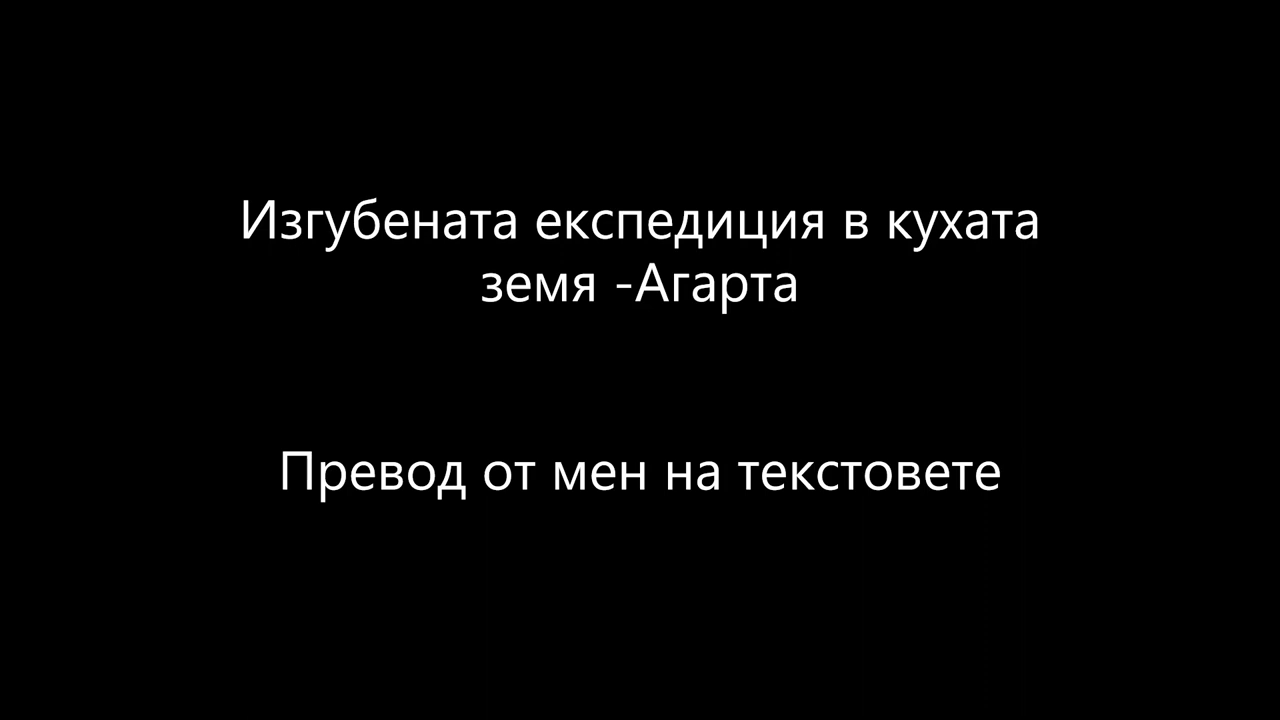 Изгубената експедиция в кухата
земя -Агарта
Превод от мен на текстовете